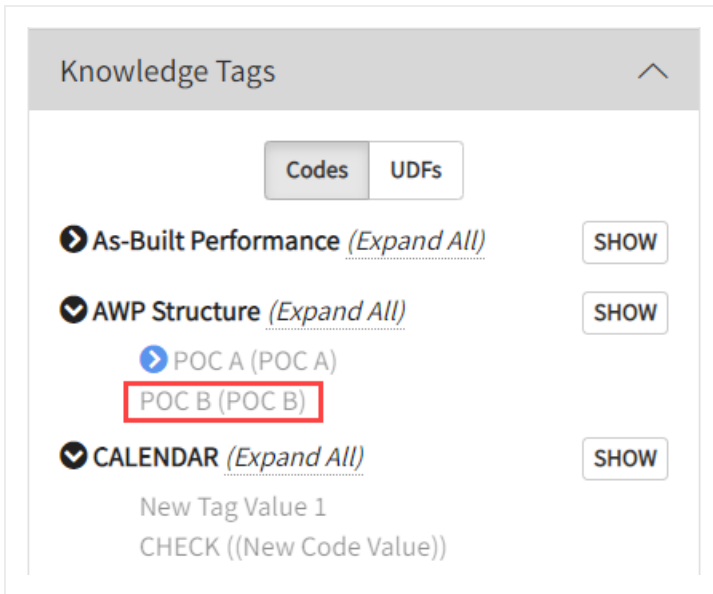 Knowledge Tags
Codes UDFs
As-Built Performance (Expand All) SHOW
AWP Structure (Expand All) SHOW
POC A (POC A)
POC B (POC B)
CALENDAR (Expand All) SHOW
New Tag Value 1
CHECK ((New Code Value))